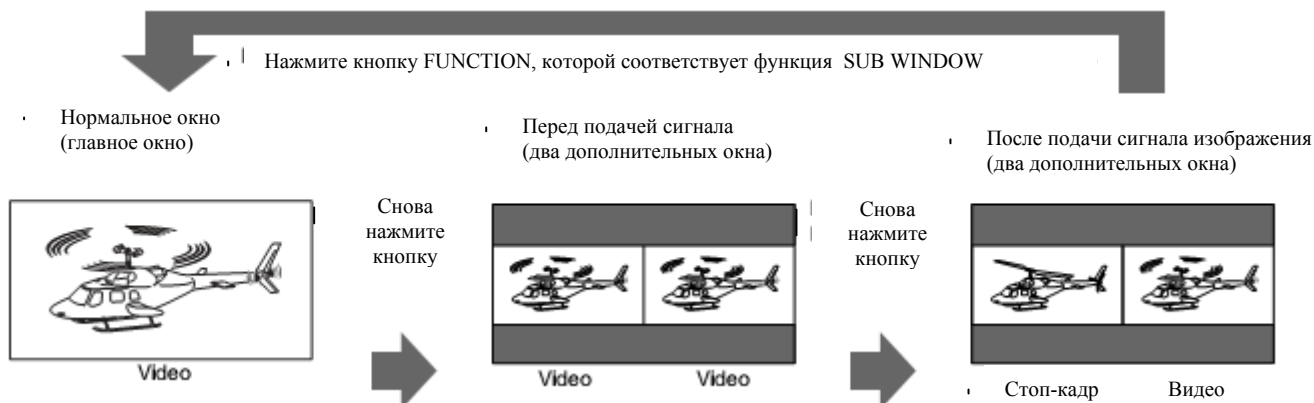 Нажмите кнопку FUNCTION, которой соответствует функция SUB WINDOW
Нормальное окно
(главное окно)
Перед подачей сигнала
(два дополнительных окна)
После подачи сигнала изображения
(два дополнительных окна)
Снова
нажмите
кнопку
Снова
нажмите
кнопку
Video
Video
Video
Стоп-кадр
Видео